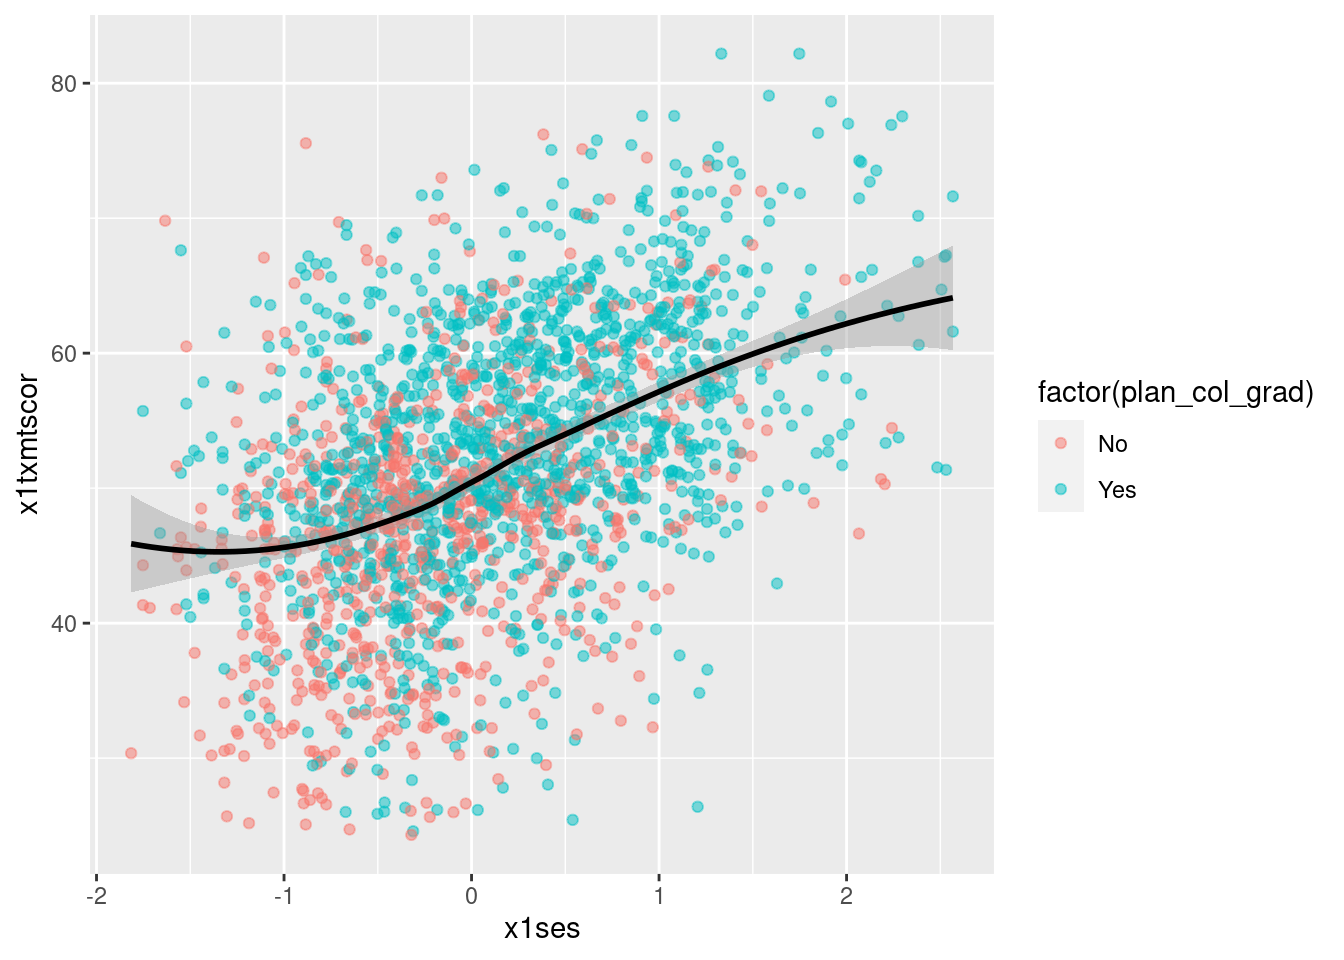 80
60
40
x1txmtscor
-2 -1 0 1 2
x1ses
factor(plan_col_grad)
No
Yes